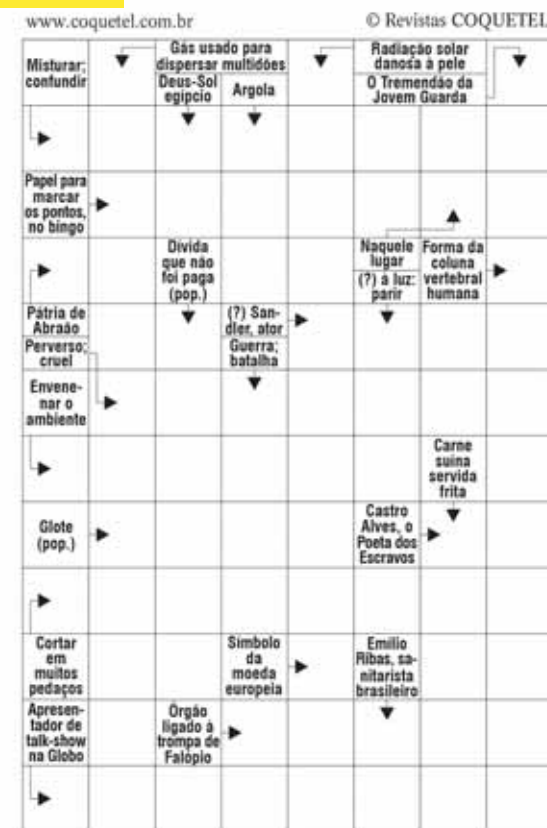 www.coquetel.com.br
© Revistas COQUETEL
Misturar;
confundir
Gás usado para
dispersar multidões
Deus-Sol
egípcio
Argola
Radiação solar
danosa à pele
O Tremendão da
Jovem Guarda
Papel para
marcar
os pontos,
no bingo
Dívida
que não
foi paga
(pop.)
Naquele
lugar
(?) à luz:
parir
Forma da
coluna
vertebral
humana
Pátria de
Abraão
Perverso;
cruel
(?) San-
dler, ator
Guerra;
batalha
Envene-
nar o
ambiente
Carne
suína
servida
frita
Glote
(pop.)
Castro
Alves, o
Poeta dos
Escravos
Cortar
em
muitos
pedaços
Símbolo
da
moeda
europeia
Emílio
Ribas, sa-
nitarista
brasileiro
Apresen-
tador de
talk-show
na Globo
Órgão
ligado à
trompa de
Falópio